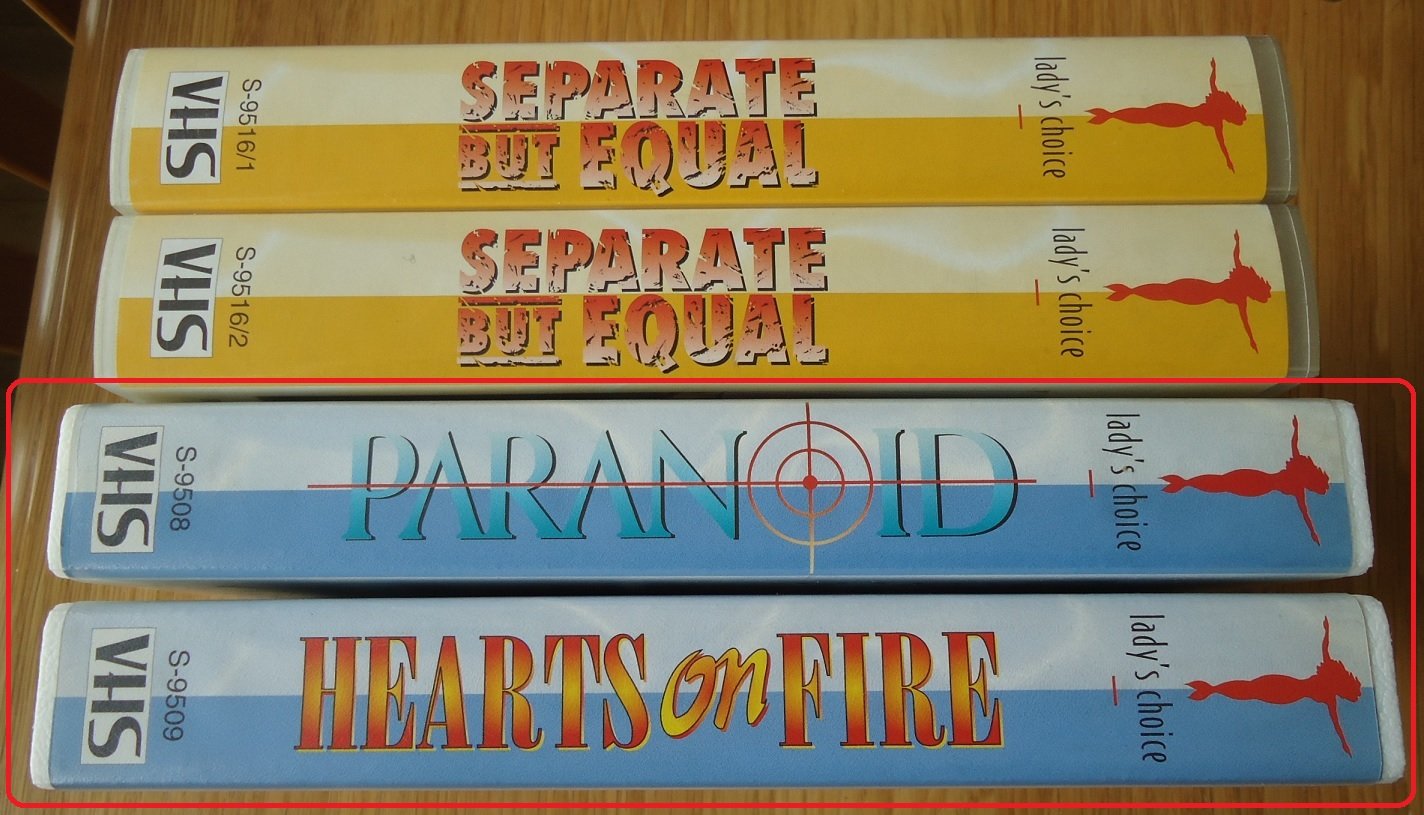 VHS
S-9516/1
SEPARATE
BUT EQUAL
lady's choice
VHS
S-9516/2
SEPARATE
BUT EQUAL
lady's choice
VHS
S-9508
PARANOID
lady's choice
VHS
S-9509
HEARTS on FIRE
lady's choice